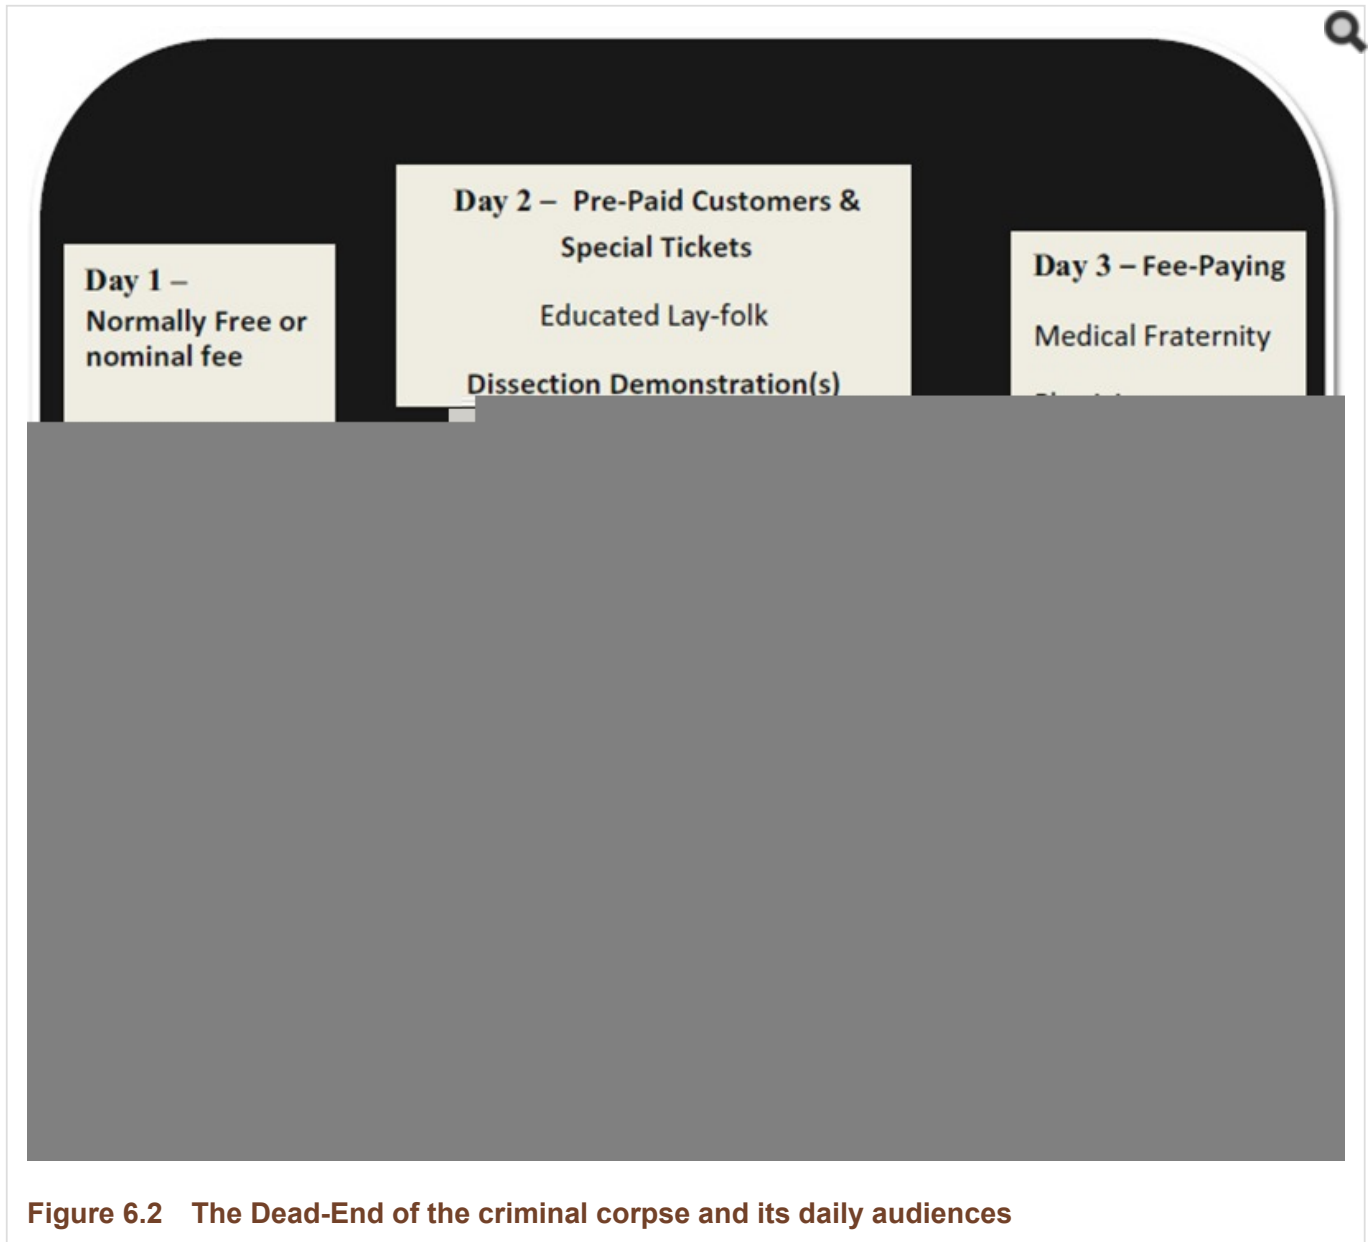 Day 1 –
Normally Free or
nominal fee
Day 2 – Pre-Paid Customers &
Special Tickets
Educated Lay-folk
Dissection Demonstration(s)
Day 3 – Fee-Paying
Medical Fraternity
Figure 6.2 The Dead-End of the criminal corpse and its daily audiences